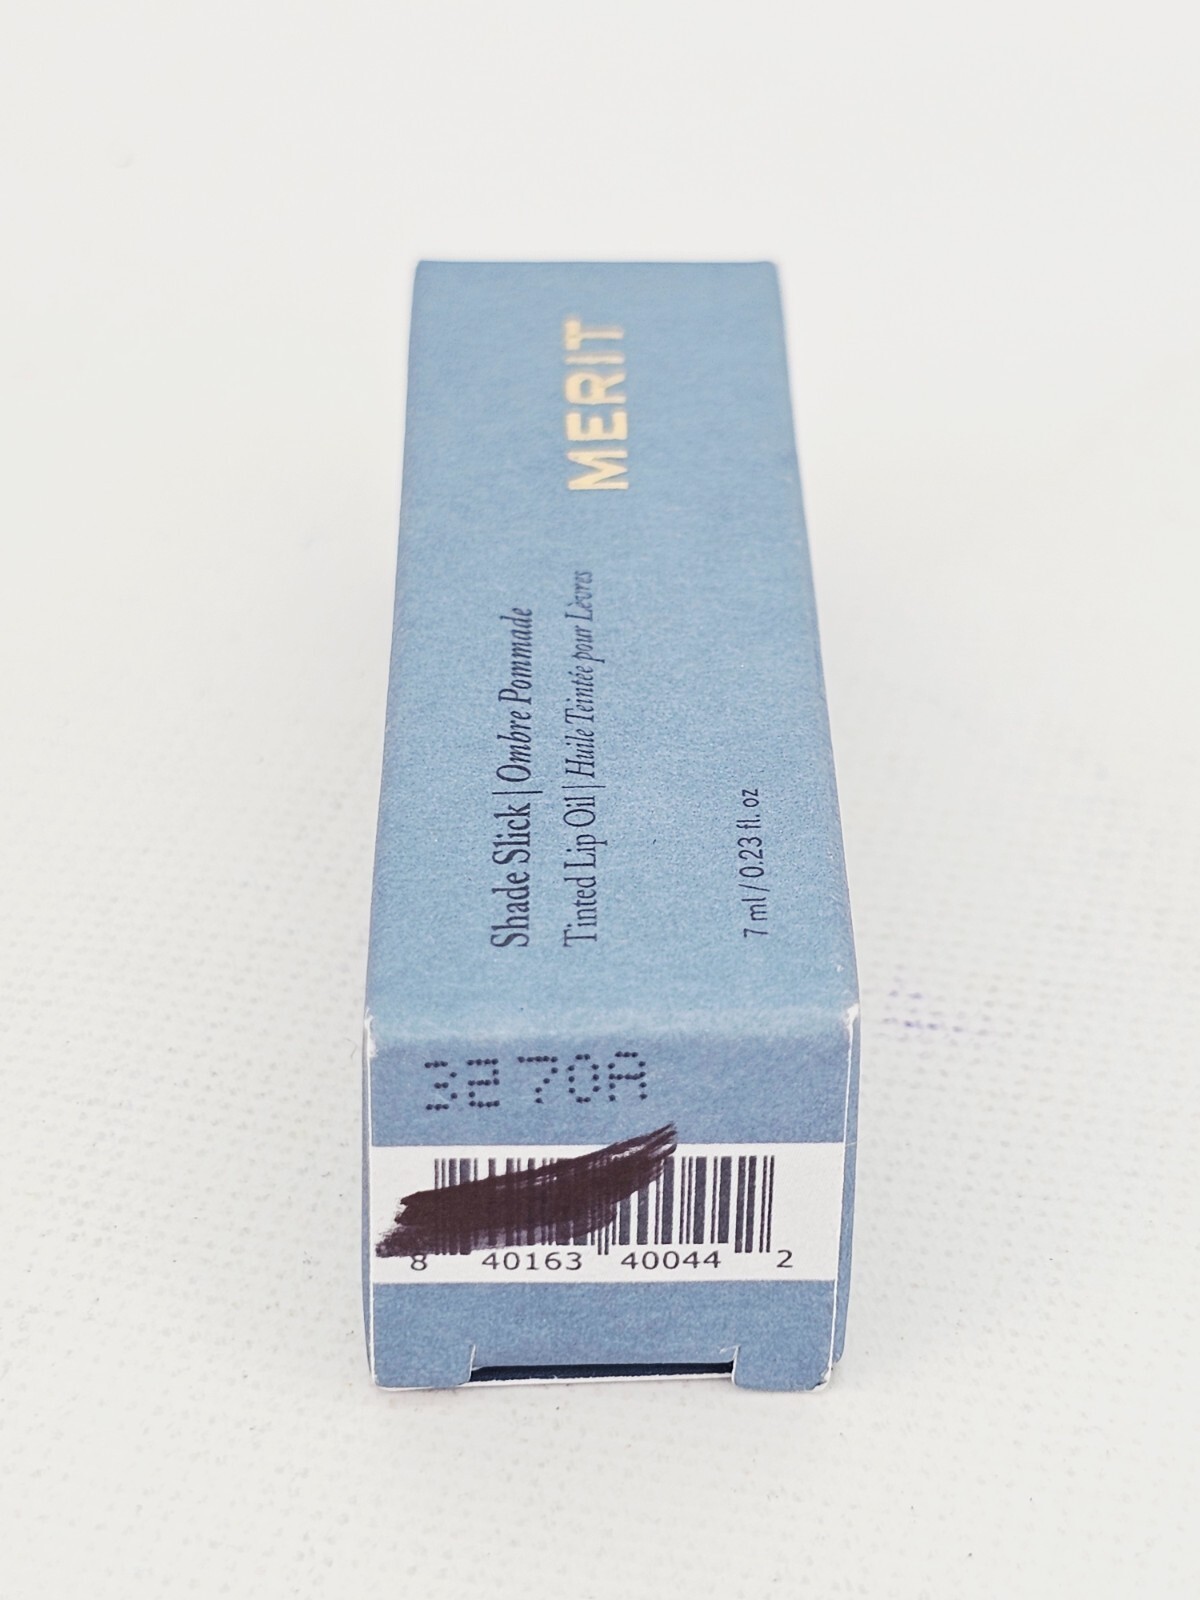 MERIT
Shade Slick | Ombre Pommade
Tinted Lip Oil | Huile Teintée pour Lèvres
7 ml / 0.23 fl. oz
8 40163 40044 2